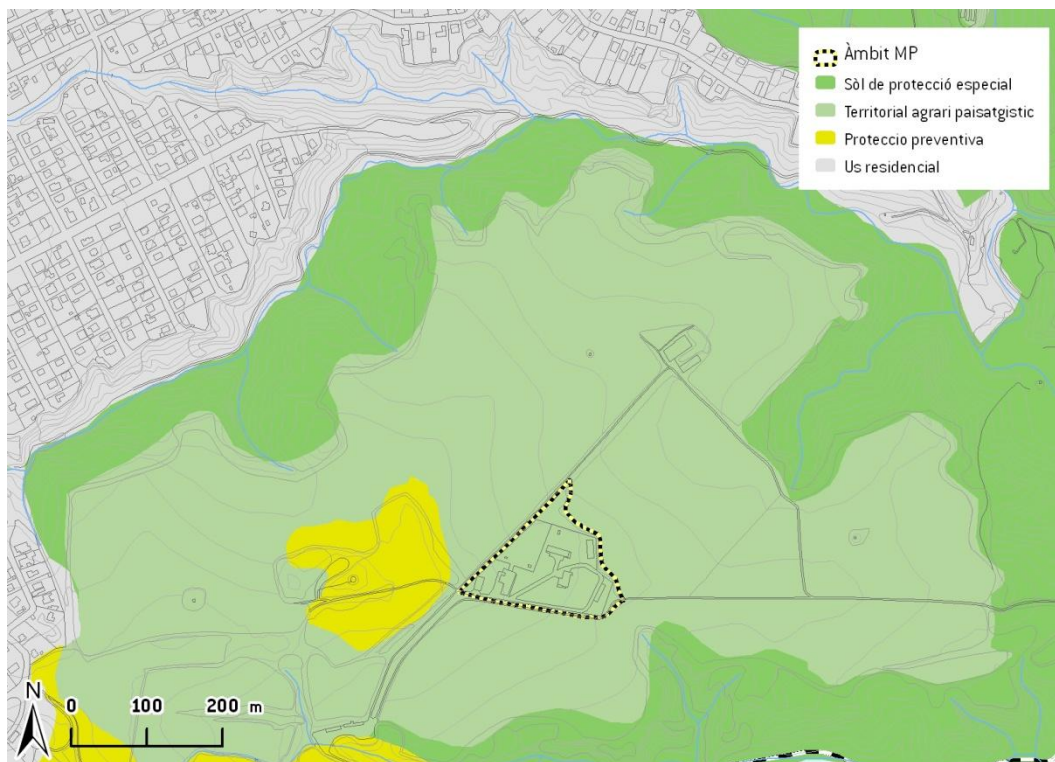 Àmbit MP
Sòl de protecció especial
Territorial agrari paisatgistic
Proteccio preventiva
Us residencial
N
0 100 200 m